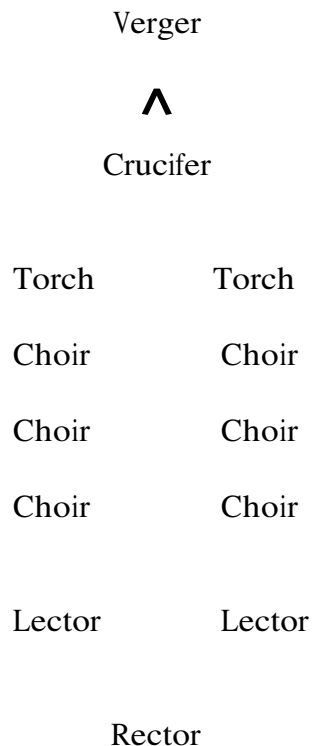 Verger
^
Crucifer
Torch Torch
Choir Choir
Choir Choir
Choir Choir
Lector Lector
Rector